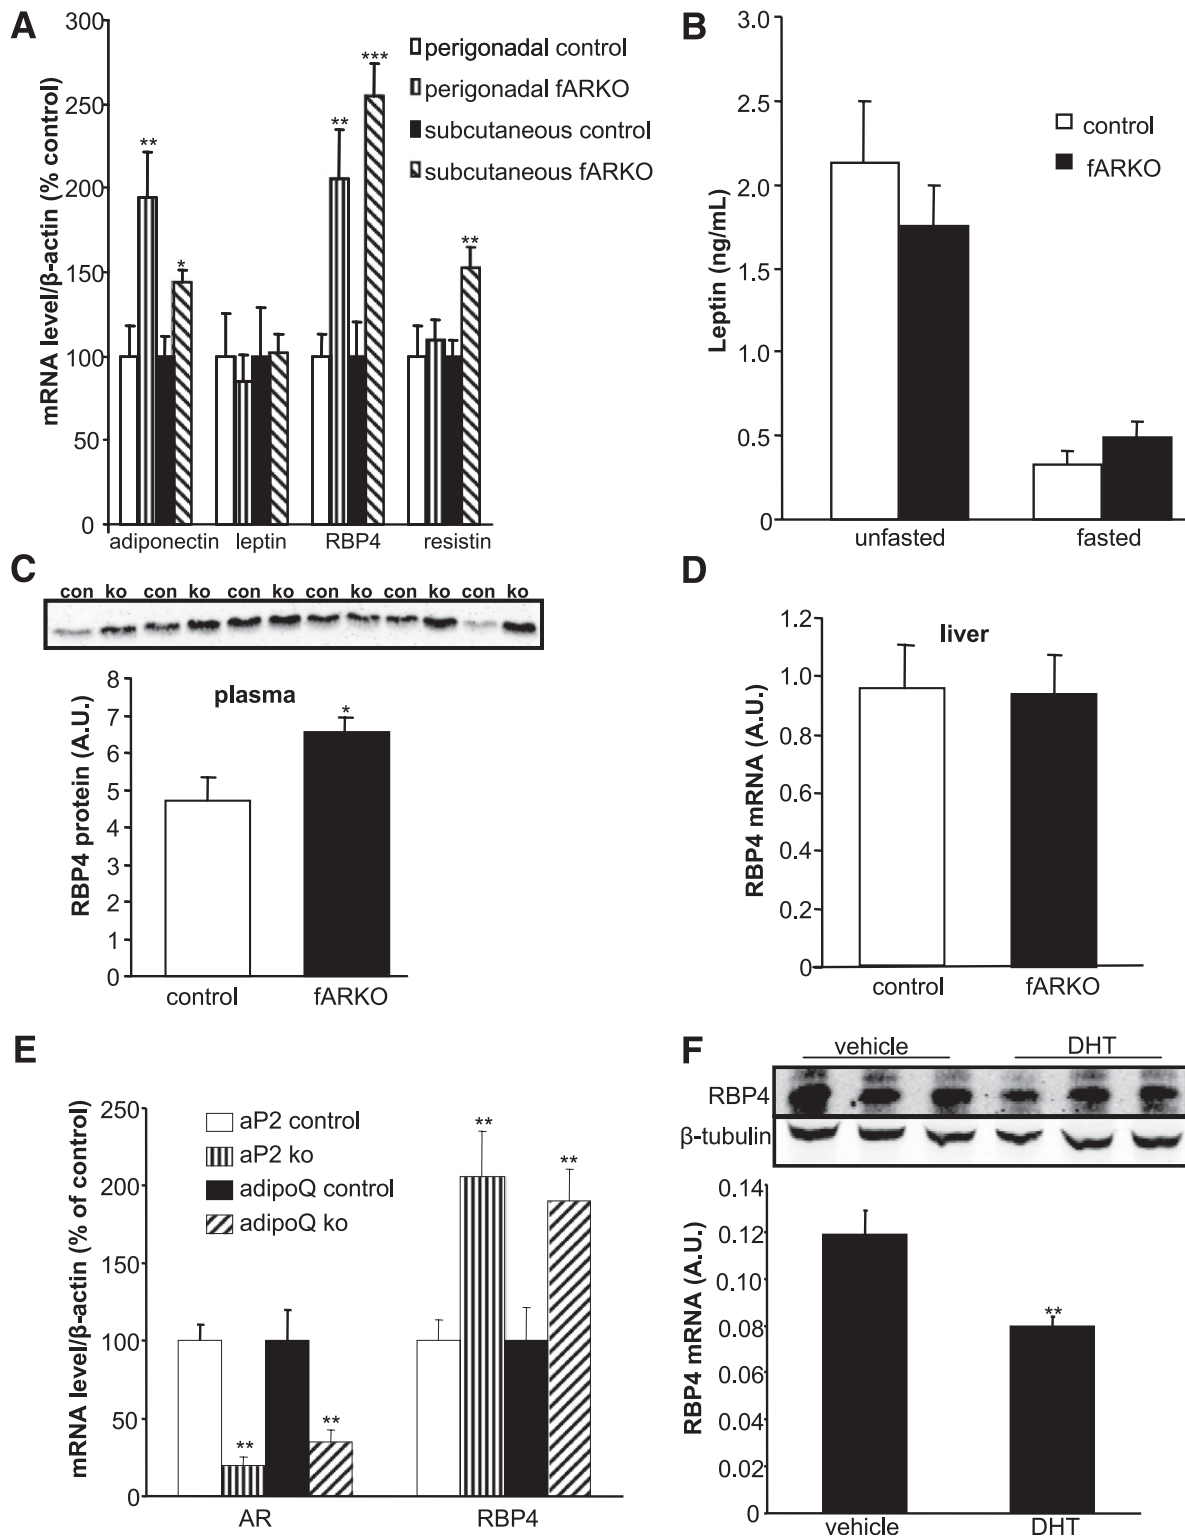 A
mRNA level/β-actin (% control)
300
250
200
150
100
50
0
perigonadal control
perigonadal fARKO
subcutaneous control
subcutaneous fARKO
**
*
**
***
**
adiponectin leptin RBP4 resistin
B
Leptin (ng/mL)
3.0
2.5
2.0
1.5
1.0
0.5
0
control
fARKO
unfasted fasted
C
con ko con ko con ko con ko con ko con ko
plasma
RBP4 protein (A.U.)
8
7
6
5
4
3
2
1
0
*
control fARKO
D
liver
RBP4 mRNA (A.U.)
1.2
1.0
0.8
0.6
0.4
0.2
0
control fARKO
E
mRNA level/β-actin (% of control)
250
200
150
100
50
0
aP2 control
aP2 ko
adipoQ control
adipoQ ko
**
**
**
**
AR RBP4
F
vehicle DHT
RBP4
β-tubulin
RBP4 mRNA (A.U.)
0.14
0.12
0.10
0.08
0.06
0.04
0.02
0
**
vehicle DHT